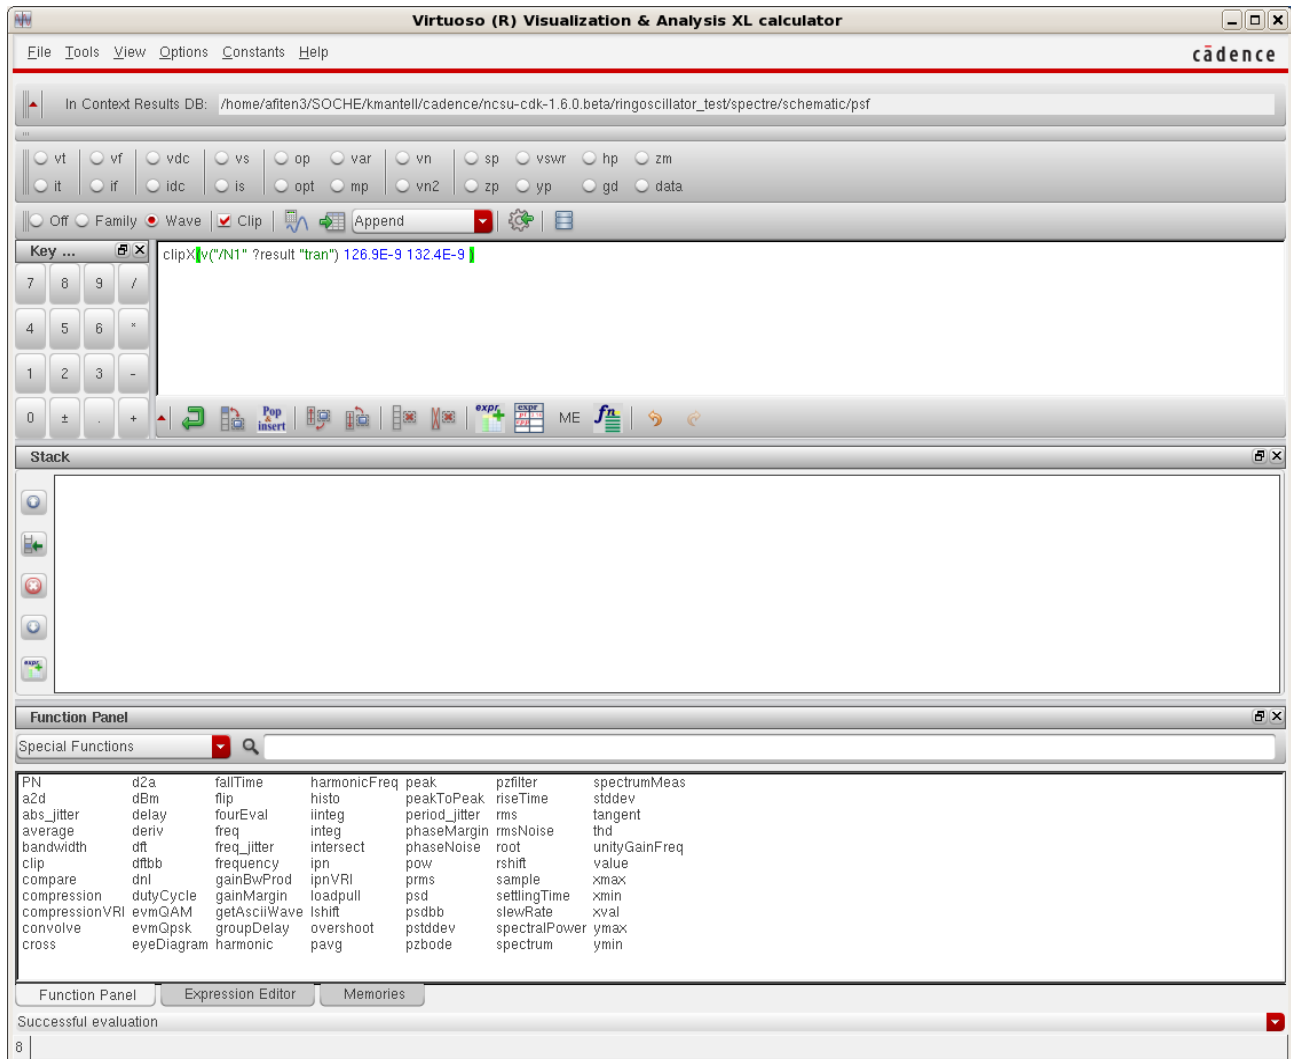 Virtuoso (R) Visualization & Analysis XL calculator
File Tools View Options Constants Help cādence
In Context Results DB: /home/afiten3/SOCHE/kmantell/cadence/ncsu-cdk-1.6.0.beta/ringoscillator_test/spectre/schematic/psf
vt vf vdc vs op var vn sp vswr hp zm
it if idc is opt mp vn2 zp yp gd data
Off Family Wave Clip Append
Key ...
clipX(v("/N1" ?result "tran") 126.9E-9 132.4E-9 )
7 8 9 /
4 5 6 *
1 2 3 -
0 ± . +
Pop & insert expr expr ME fn
Stack
expr
Function Panel
Special Functions
PN d2a fallTime harmonicFreq peak pzfilter spectrumMeas
a2d dBm flip histo peakToPeak riseTime stddev
abs_jitter delay fourEval iinteg period_jitter rms tangent
average deriv freq integ phaseMargin rmsNoise thd
bandwidth dft freq_jitter intersect phaseNoise root unityGainFreq
clip dftbb frequency ipn pow rshift value
compare dnl gainBwProd ipnVRI prms sample xmax
compression dutyCycle gainMargin loadpull psd settlingTime xmin
compressionVRI evmQAM getAsciiWave lshift psdbb slewRate xval
convolve evmQpsk groupDelay overshoot pstddev spectralPower ymax
cross eyeDiagram harmonic pavg pzbode spectrum ymin
Function Panel Expression Editor Memories
Successful evaluation
8